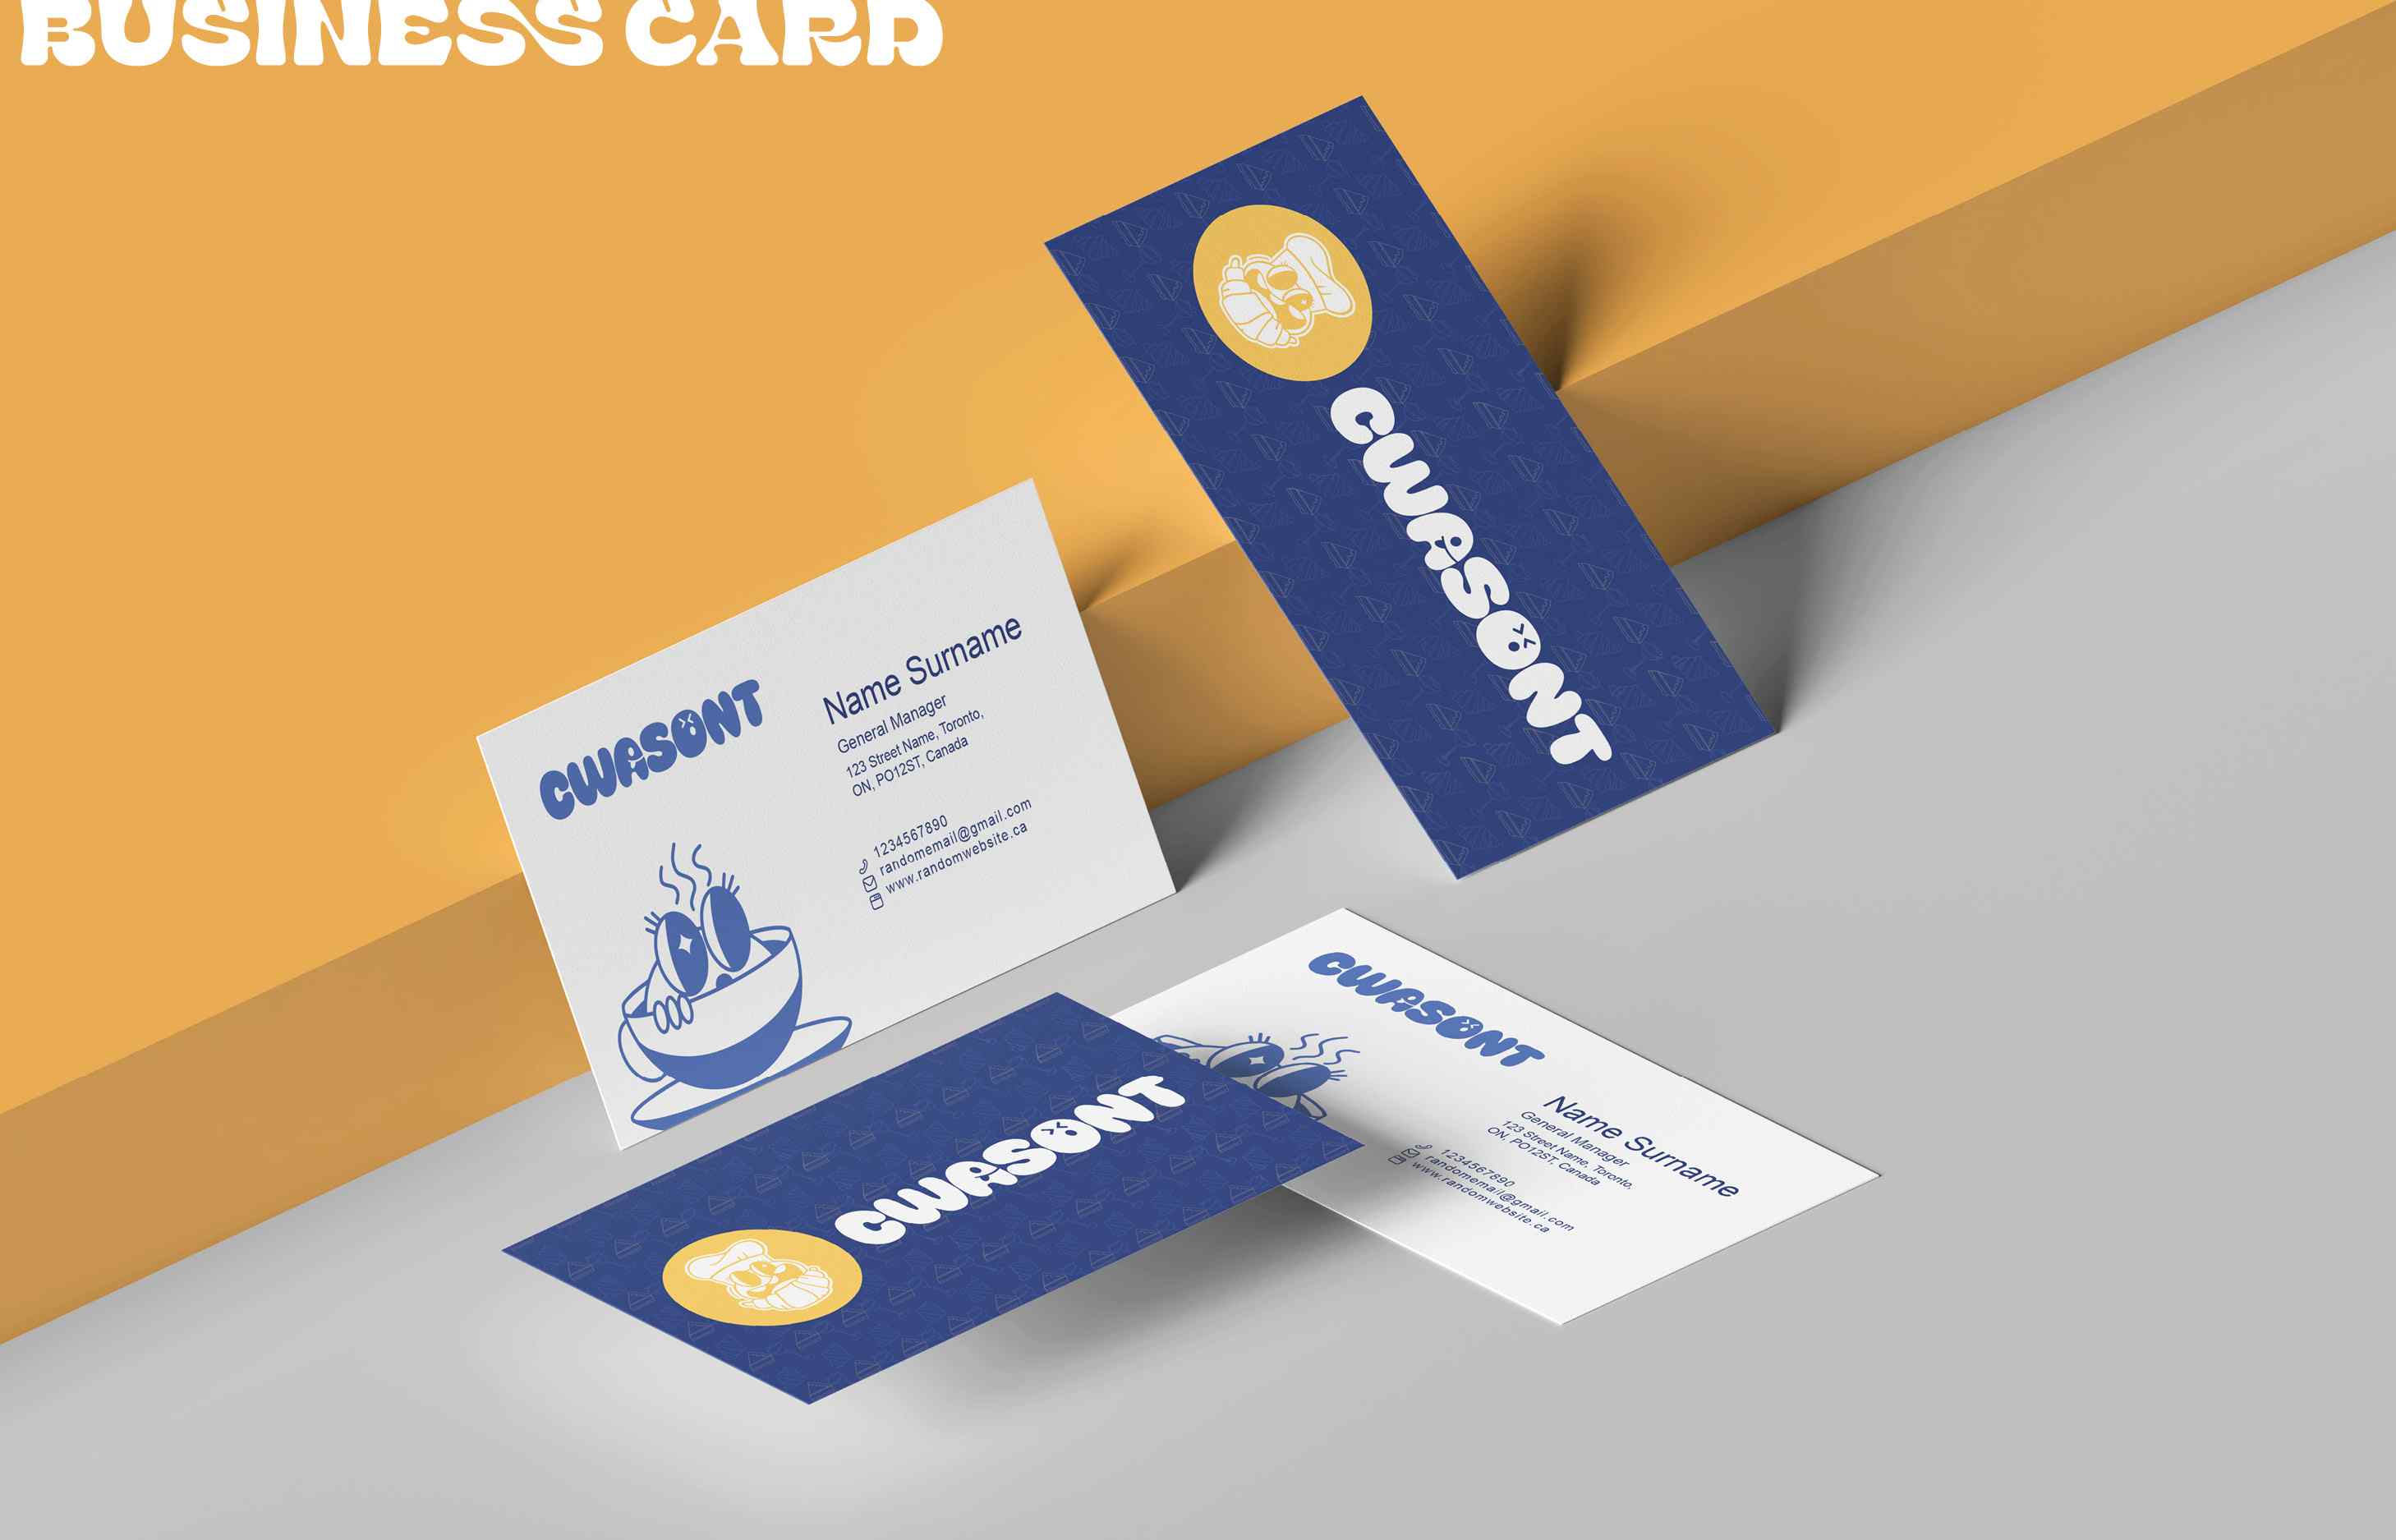 BUSINESS CARD
CWASONT
CWASONT
Name Surname
General Manager
123 Street Name, Toronto,
ON, PO12ST, Canada
1234567890
randomemail@gmail.com
www.randomwebsite.ca
CWASONT
Name Surname
General Manager
123 Street Name, Toronto,
ON, PO12ST, Canada
1234567890
randomemail@gmail.com
www.randomwebsite.ca
CWASONT